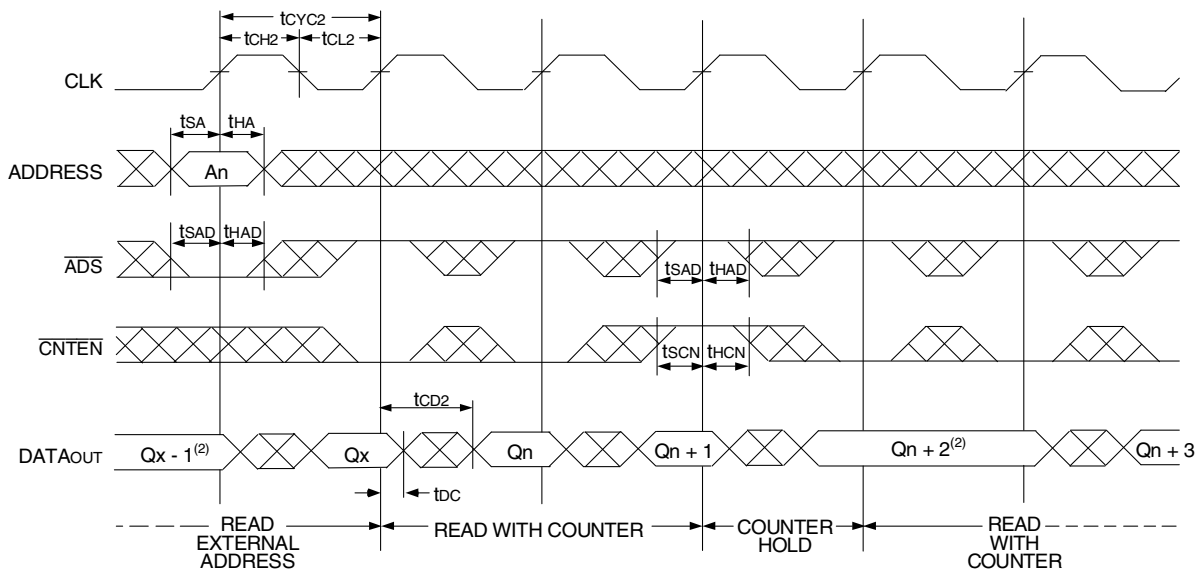 tCYC2
tCH2 tCL2
CLK
tSA tHA
ADDRESS An
tSAD tHAD
ADS
tSAD tHAD
CNTEN
tSCN tHCN
tCD2
DATAOUT Qx - 1(2) Qx Qn Qn + 1 Qn + 2(2) Qn + 3
tDC
READ EXTERNAL ADDRESS
READ WITH COUNTER
COUNTER HOLD
READ WITH COUNTER